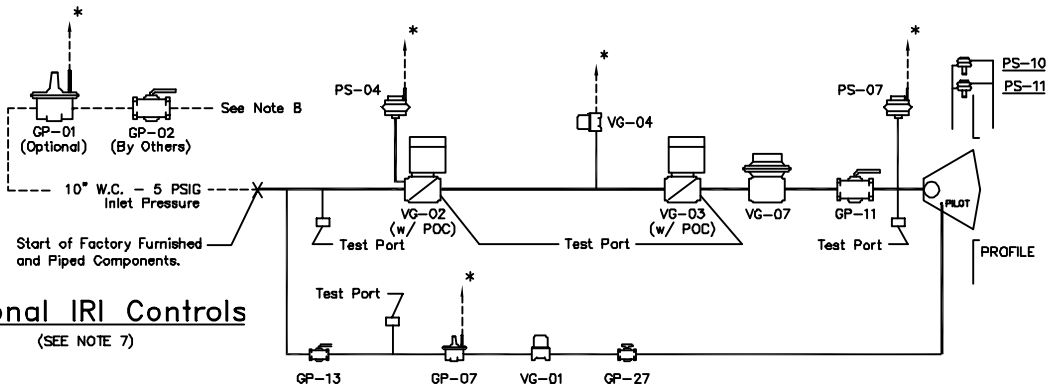 *
*
*
*
PS-10
PS-11
PS-04
PS-07
VG-04
See Note B
GP-01
(Optional)
GP-02
(By Others)
10" W.C. - 5 PSIG
Inlet Pressure
VG-02
(w/ POC)
VG-03
(w/ POC)
VG-07
GP-11
PILOT
Start of Factory Furnished
and Piped Components.
Test Port
Test Port
Test Port
PROFILE
onal IRI Controls
(SEE NOTE 7)
Test Port
*
GP-13
GP-07
VG-01
GP-27